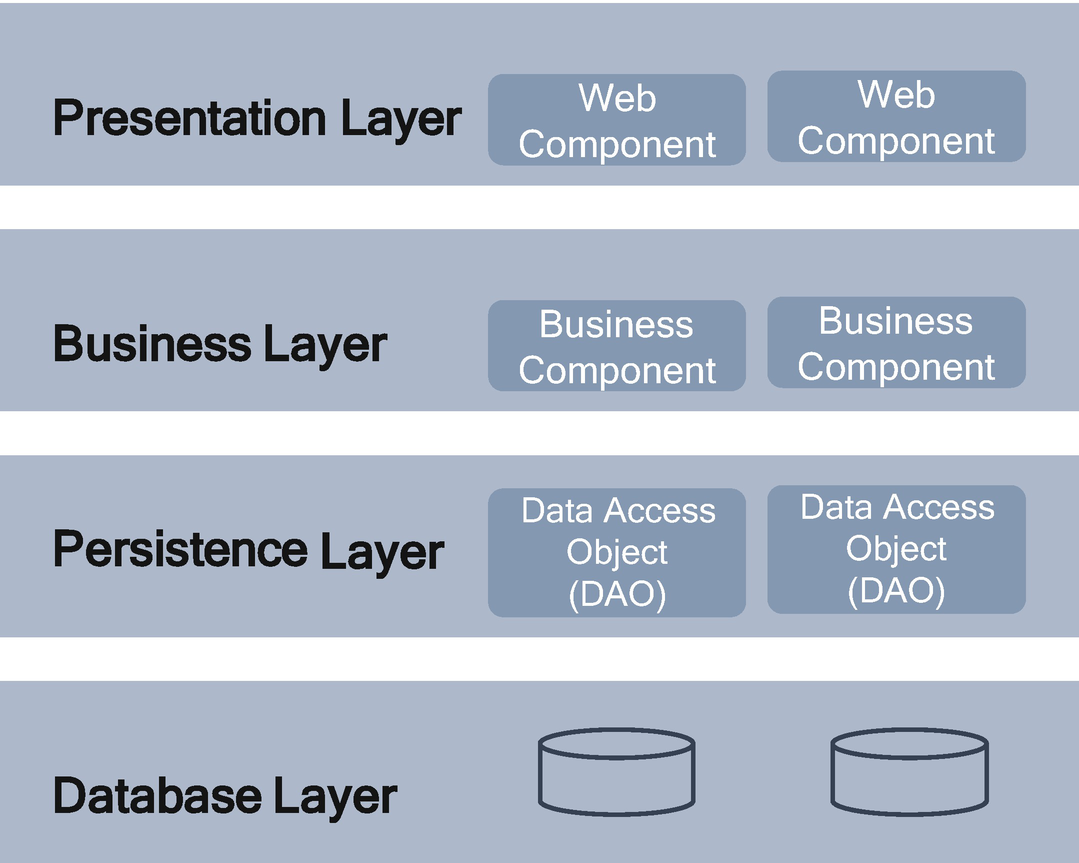 Presentation Layer
Web
Component
Web
Component
Business Layer
Business
Component
Business
Component
Persistence Layer
Data Access
Object
(DAO)
Data Access
Object
(DAO)
Database Layer